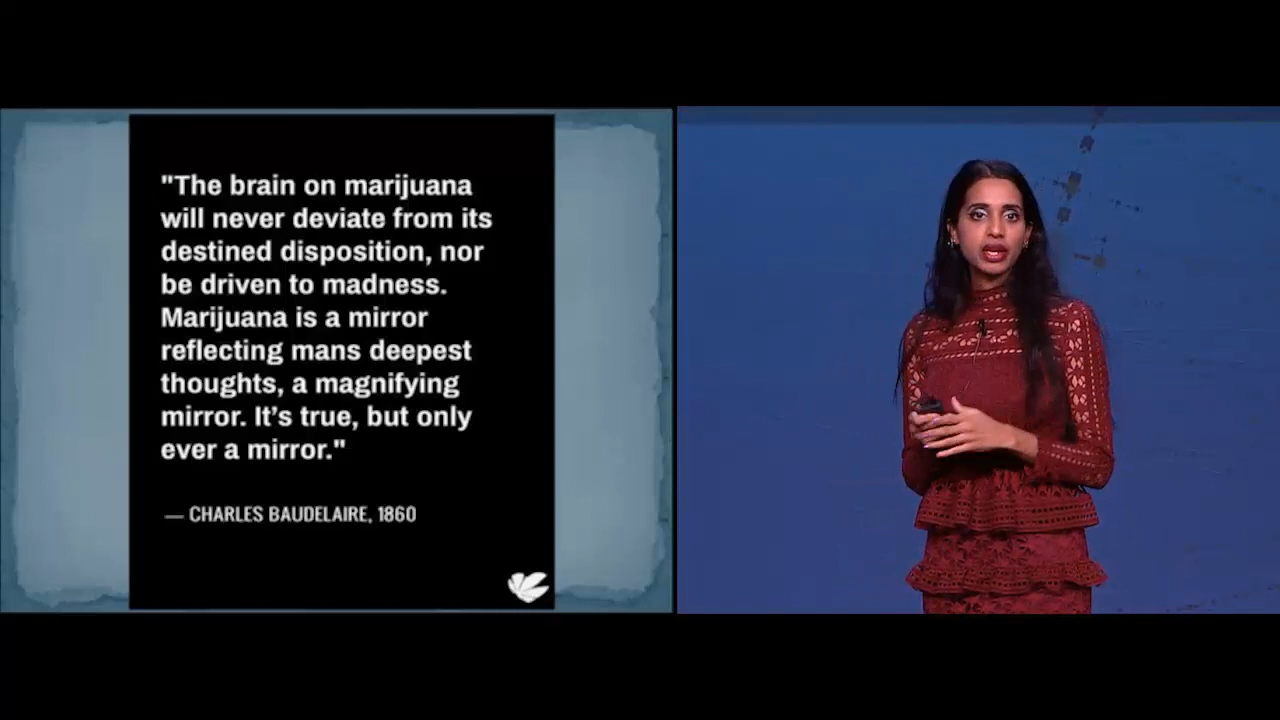 "The brain on marijuana
will never deviate from its
destined disposition, nor
be driven to madness.
Marijuana is a mirror
reflecting mans deepest
thoughts, a magnifying
mirror. It's true, but only
ever a mirror."
— CHARLES BAUDELAIRE, 1860